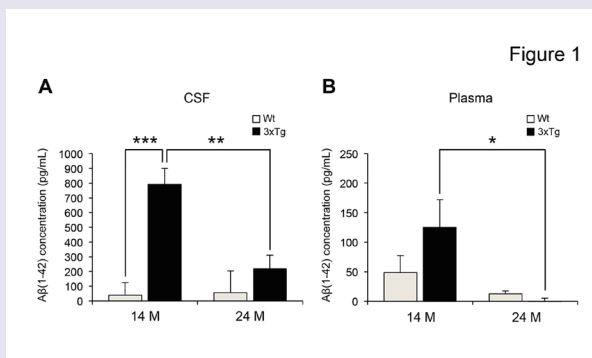 Figure 1
A
CSF
Wt
3xTg
***
**
Aβ(1-42) concentration (pg/mL)
1000
900
800
700
600
500
400
300
200
100
0
14 M
24 M
B
Plasma
Wt
3xTg
*
Aβ(1-42) concentration (pg/mL)
250
200
150
100
50
0
14 M
24 M